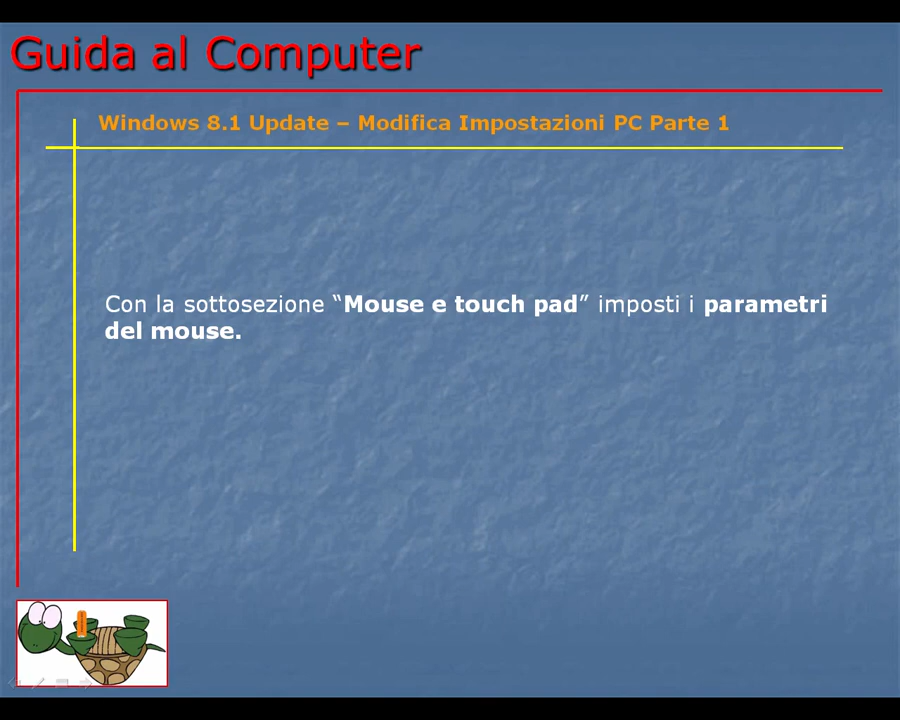 Guida al Computer
Windows 8.1 Update – Modifica Impostazioni PC Parte 1
Con la sottosezione “Mouse e touch pad” imposti i parametri
del mouse.